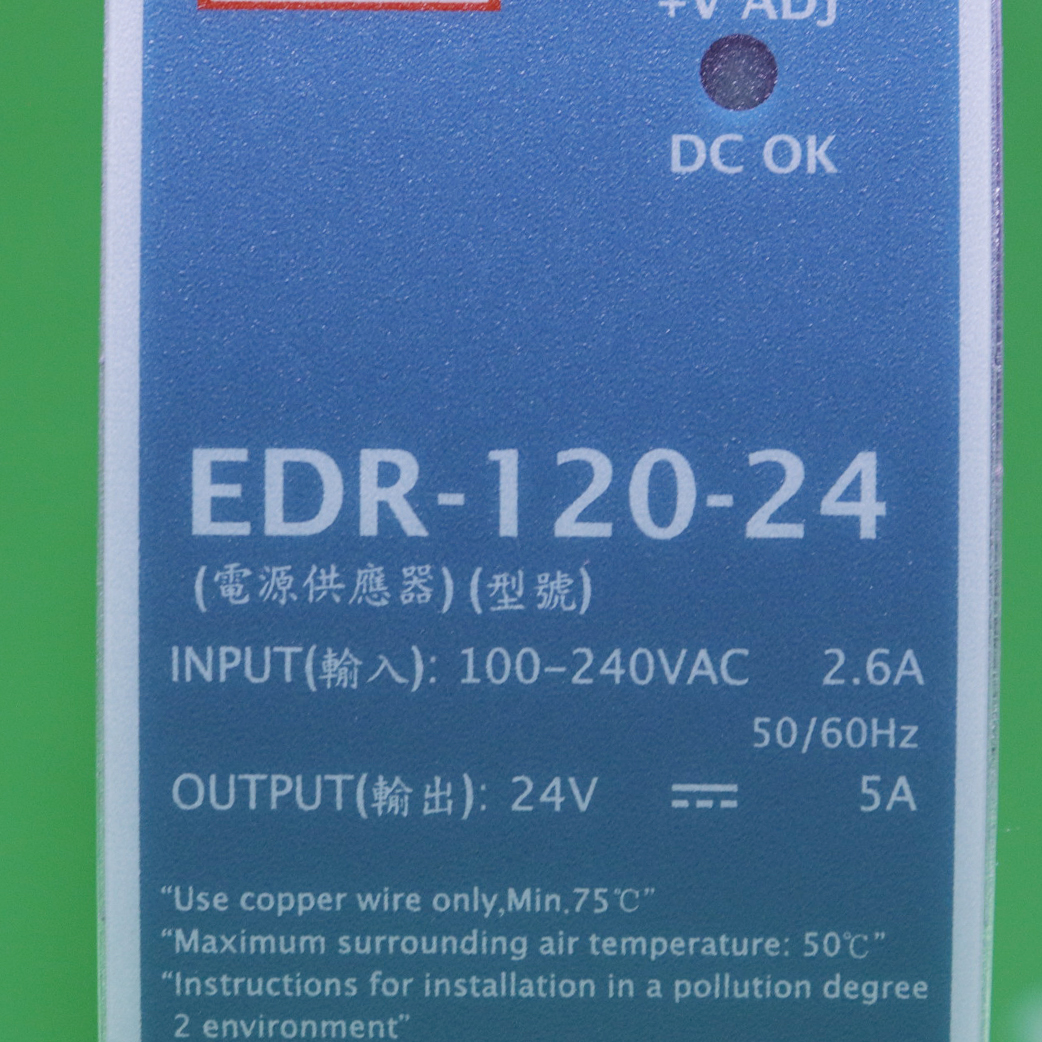 +V ADJ
DC OK
EDR-120-24
(電源供應器) (型號)
INPUT(輸入): 100-240VAC 2.6A
50/60Hz
OUTPUT(輸出): 24V ⎓ 5A
“Use copper wire only,Min.75℃”
“Maximum surrounding air temperature: 50℃”
“Instructions for installation in a pollution degree
2 environment”